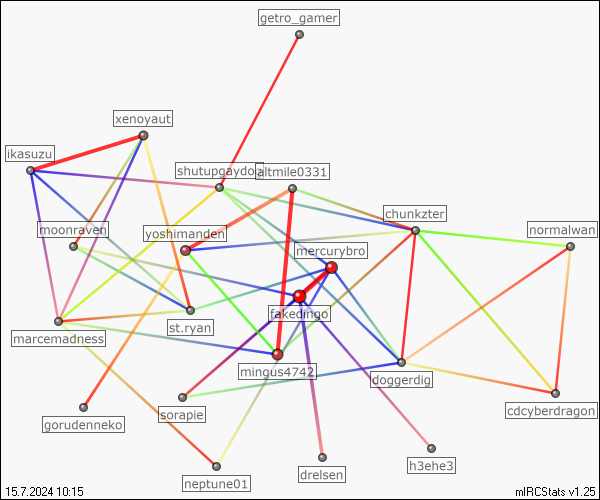 getro_gamer
xenoyaut
ikasuzu
shutupgaydog
altmile0331
chunkzter
moonraven
yoshimanden
normalwan
mercurybro
fakedingo
st.ryan
marcemadness
mingus4742
doggerdig
sorapie
cdcyberdragon
gorudenneko
h3ehe3
drelsen
neptune01
15.7.2024 10:15
mIRCStats v1.25